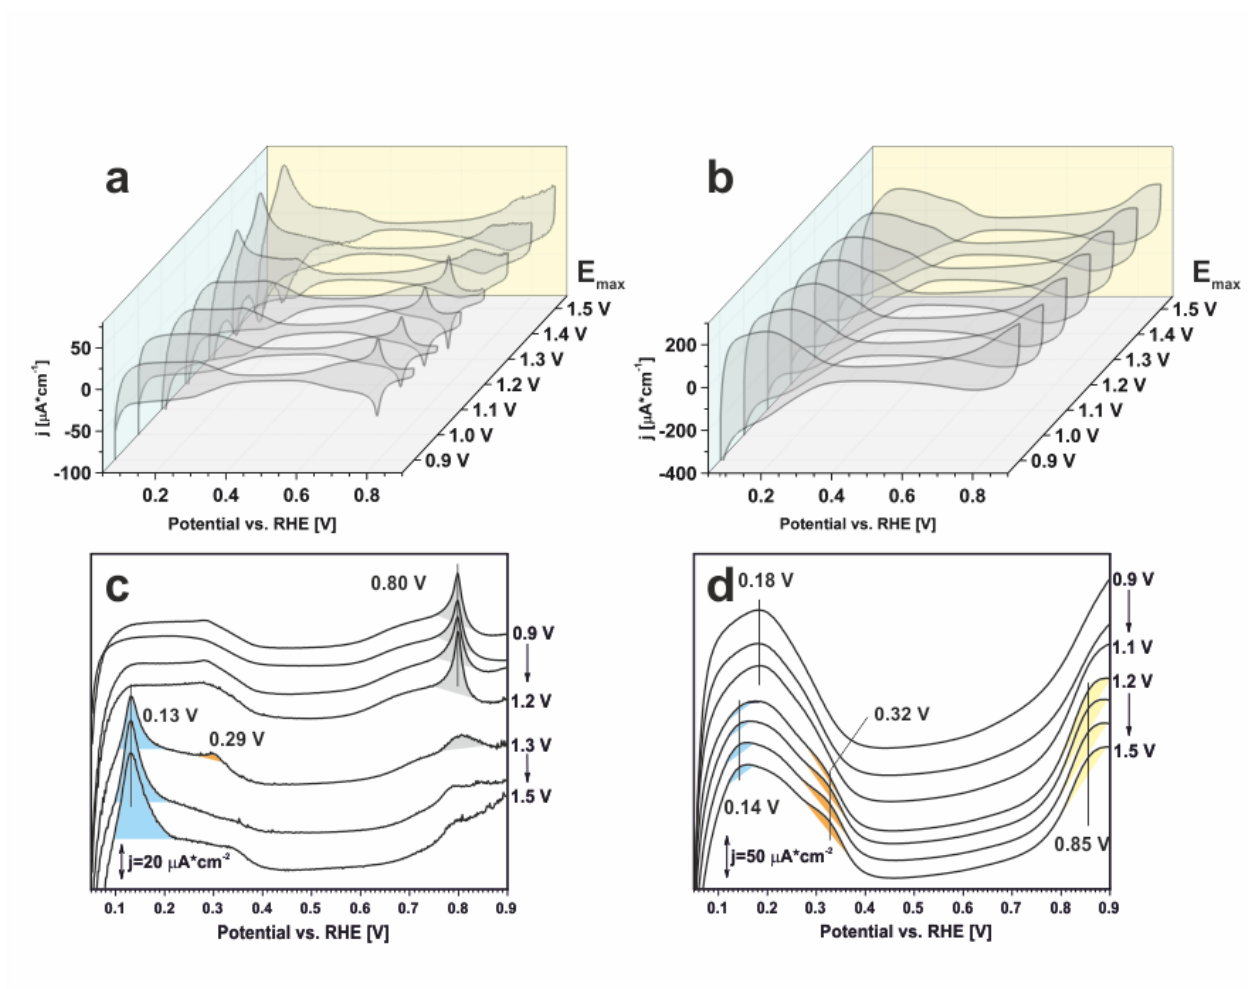 a
b
E_max
E_max
1.5 V
1.4 V
1.3 V
1.2 V
1.1 V
1.0 V
0.9 V
1.5 V
1.4 V
1.3 V
1.2 V
1.1 V
1.0 V
0.9 V
50
0
-50
-100
j [µA*cm⁻¹]
200
0
-200
-400
j [µA*cm⁻¹]
0.2 0.4 0.6 0.8
Potential vs. RHE [V]
0.2 0.4 0.6 0.8
Potential vs. RHE [V]
c
0.80 V
0.9 V
1.2 V
0.13 V
0.29 V
1.3 V
1.5 V
j=20 µA*cm⁻²
0.1 0.2 0.3 0.4 0.5 0.6 0.7 0.8 0.9
Potential vs. RHE [V]
d
0.18 V
0.9 V
1.1 V
1.2 V
0.32 V
1.5 V
0.14 V
0.85 V
j=50 µA*cm⁻²
0.1 0.2 0.3 0.4 0.5 0.6 0.7 0.8 0.9
Potential vs. RHE [V]